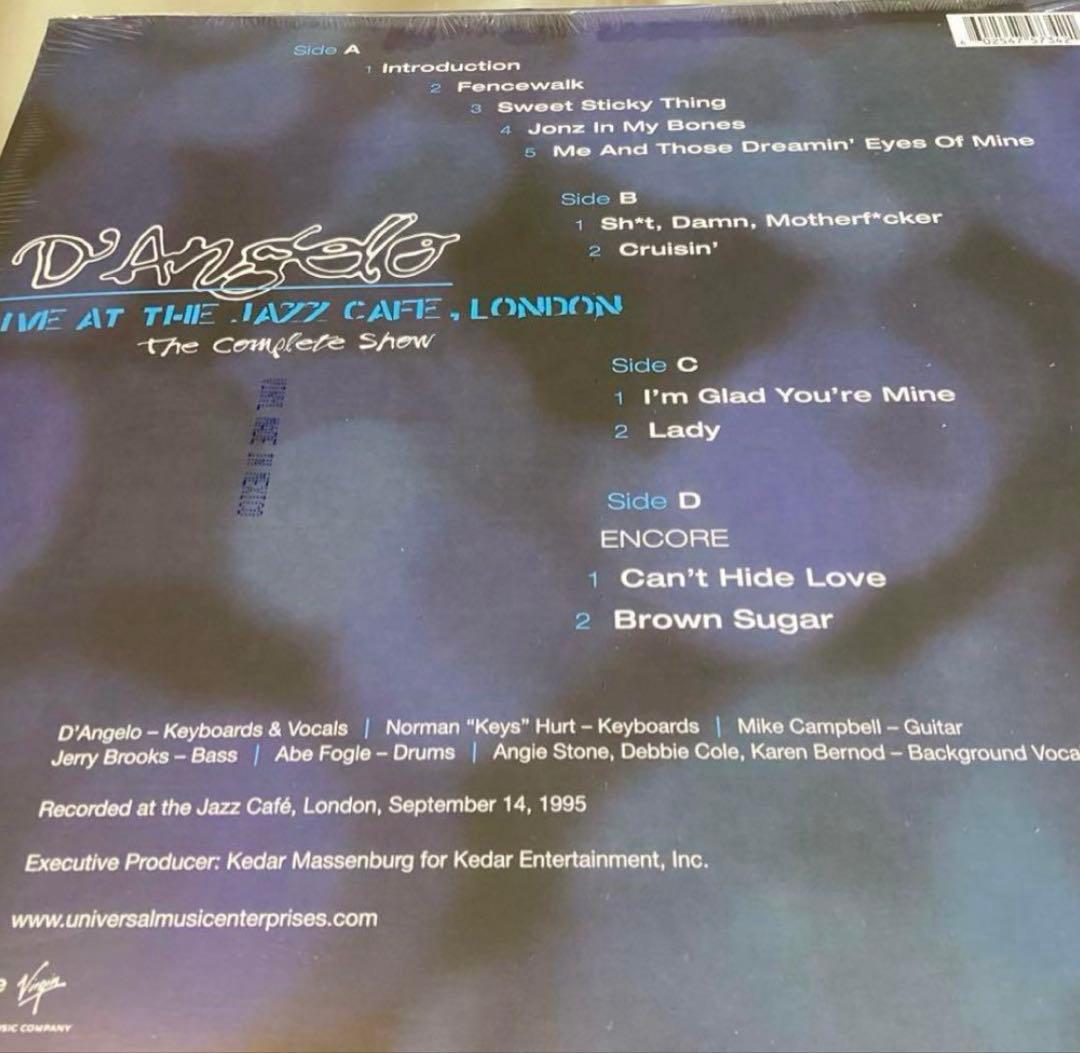 Side A
1 Introduction
2 Fencewalk
3 Sweet Sticky Thing
4 Jonz In My Bones
5 Me And Those Dreamin' Eyes Of Mine
Side B
1 Sh*t, Damn, Motherf*cker
2 Cruisin'
D'Angelo
IVE AT THE JAZZ CAFE, LONDON
The Complete Show
Side C
1 I'm Glad You're Mine
2 Lady
Side D
ENCORE
1 Can't Hide Love
2 Brown Sugar
D'Angelo – Keyboards & Vocals | Norman "Keys" Hurt – Keyboards | Mike Campbell – Guitar
Jerry Brooks – Bass | Abe Fogle – Drums | Angie Stone, Debbie Cole, Karen Bernod – Background Voca
Recorded at the Jazz Café, London, September 14, 1995
Executive Producer: Kedar Massenburg for Kedar Entertainment, Inc.
www.universalmusicenterprises.com
Virgin
SIC COMPANY